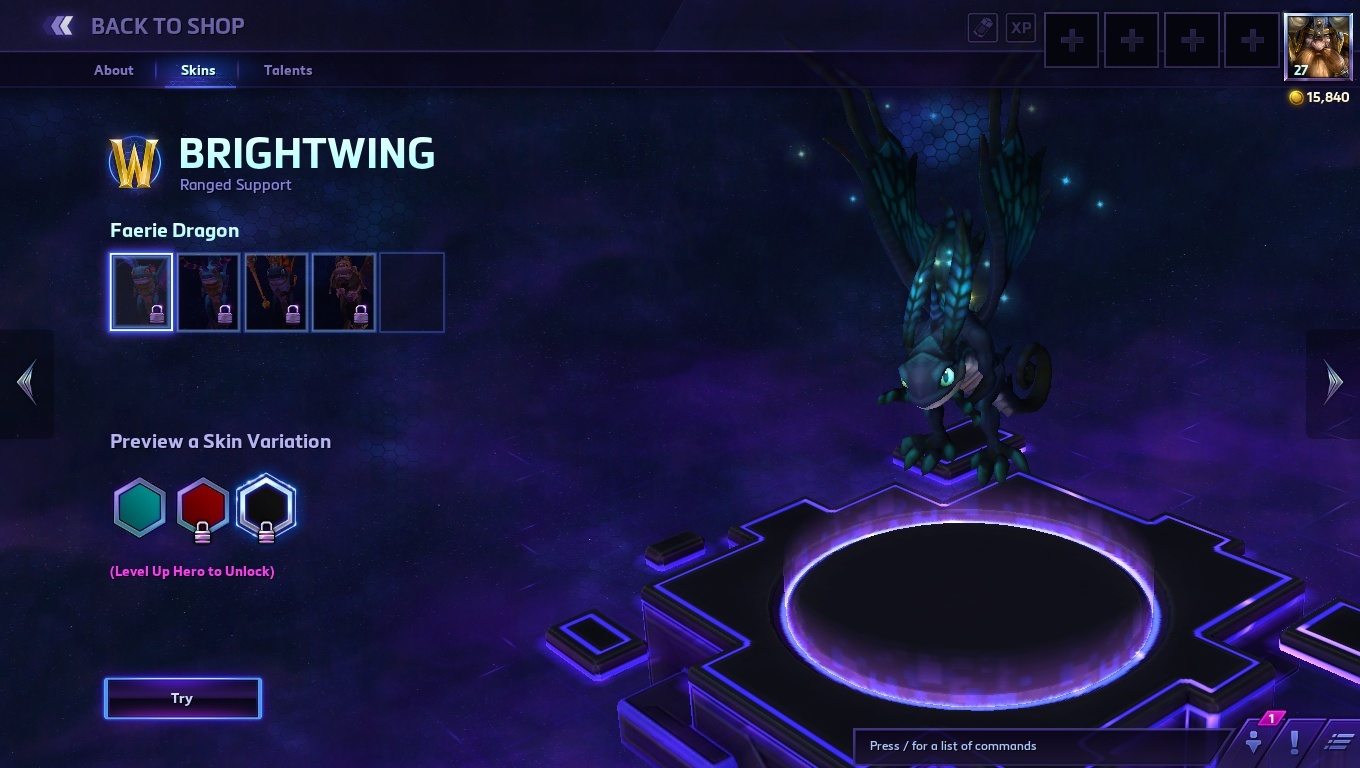 BACK TO SHOP
XP
27
15,840
About
Skins
Talents
W
BRIGHTWING
Ranged Support
Faerie Dragon
Preview a Skin Variation
(Level Up Hero to Unlock)
Try
1
Press / for a list of commands